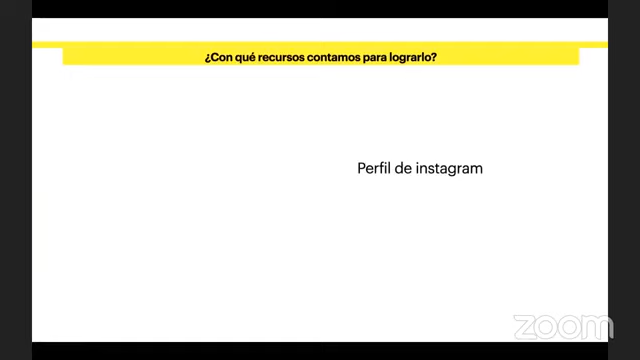 ¿Con qué recursos contamos para lograrlo?
Perfil de instagram
zoom